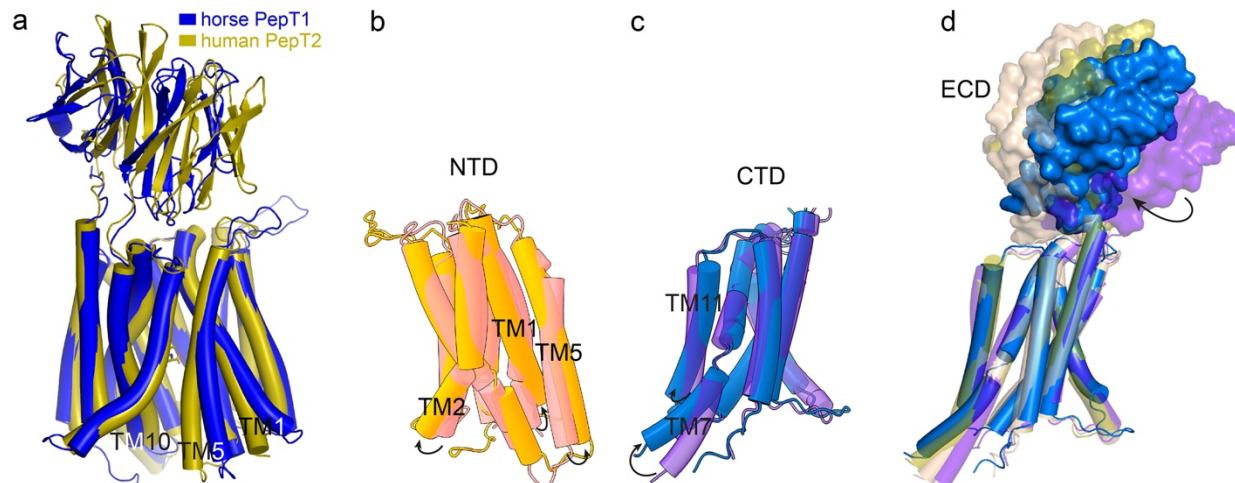 a
horse PepT1
human PepT2
TM10
TM5
TM1
b
NTD
TM1
TM5
TM2
c
CTD
TM11
TM7
d
ECD